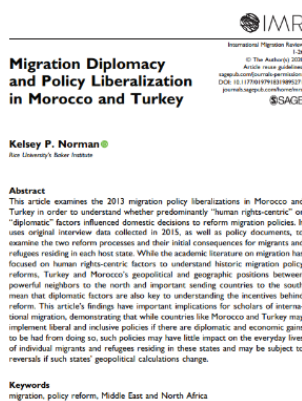 IMR
International Migration Review
1-28
© The Author(s) 2020
Article reuse guidelines:
sagepub.com/journals-permissions
journals.sagepub.com/home/mrx
SAGE
Migration Diplomacy
and Policy Liberalization
in Morocco and Turkey
Kelsey P. Norman
Rice University's Baker Institute
Abstract
This article examines the 2013 migration policy liberalizations in Morocco and
Turkey in order to understand whether predominantly "human rights-centric" or
"diplomatic" factors influenced domestic decisions to reform migration policies. It
uses original interview data collected in 2015, as well as policy documents, to
examine the two reform processes and their initial consequences for migrants and
refugees residing in each host state. While the academic literature on migration has
focused on human rights-centric factors to understand historic migration policy
reforms, Turkey and Morocco's geopolitical and geographic positions between
powerful neighbors to the north and important sending countries to the south
mean that diplomatic factors are also key to understanding the incentives behind
reform. This article's findings have important implications for scholars of interna-
tional migration, demonstrating that while countries like Morocco and Turkey may
implement liberal and inclusive policies if there are diplomatic and economic gains
to be had from doing so, such policies may have little impact on the everyday lives
of individual migrants and refugees residing in these states and may be subject to
reversals if such states' geopolitical calculations change.
Keywords
migration, policy reform, Middle East and North Africa